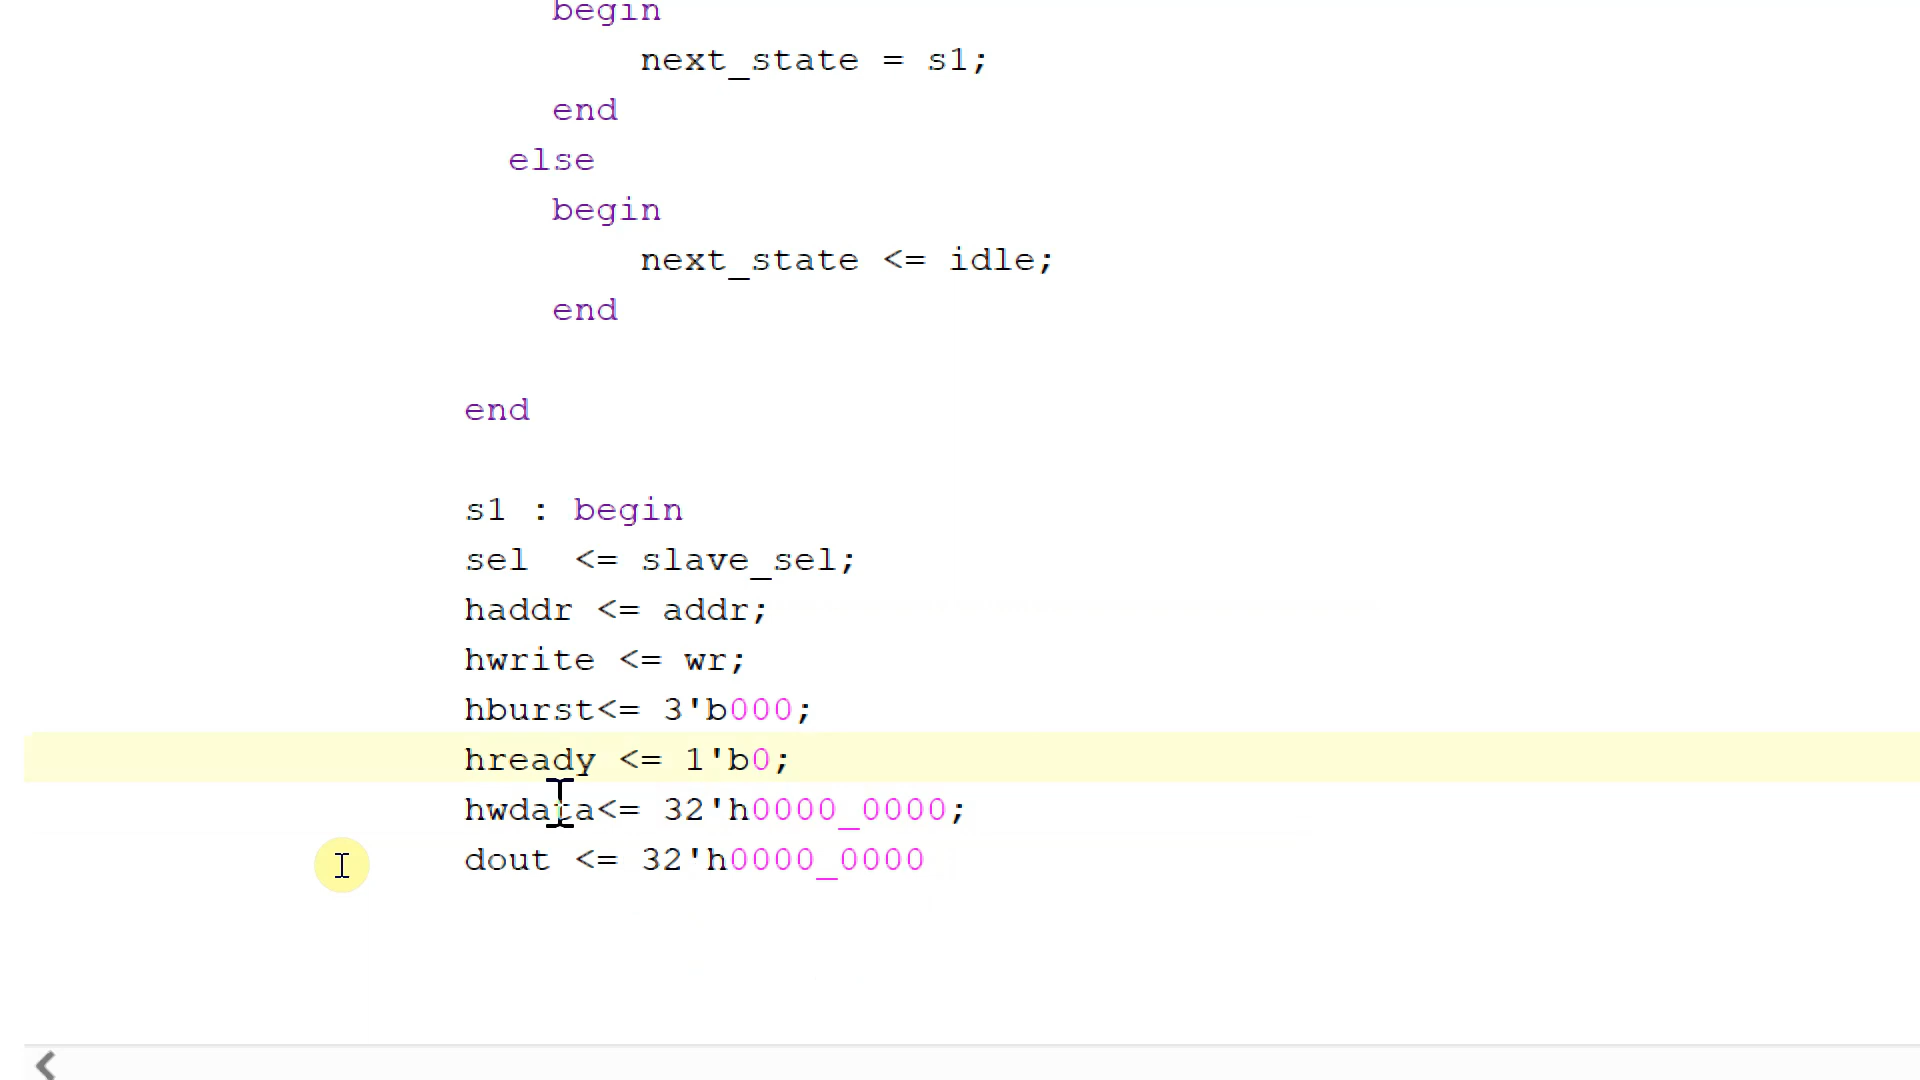 begin
next_state = s1;
end
else
begin
next_state <= idle;
end
end
s1 : begin
sel <= slave_sel;
haddr <= addr;
hwrite <= wr;
hburst<= 3'b000;
hready <= 1'b0;
hwdata<= 32'h0000_0000;
dout <= 32'h0000_0000